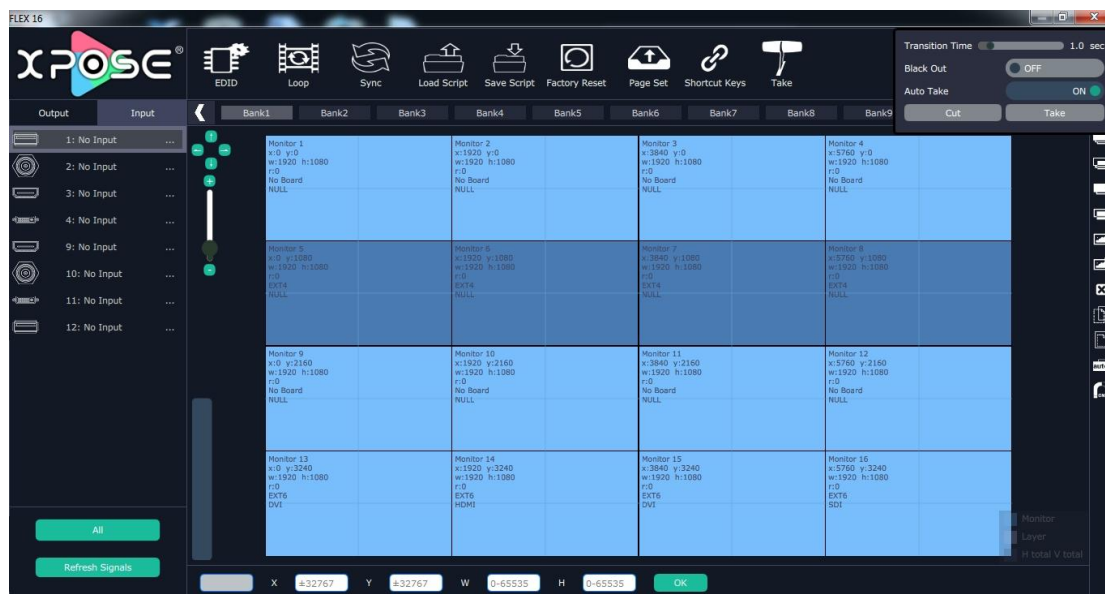 FLEX 16
XPOSE®
EDID
Loop
Sync
Load Script
Save Script
Factory Reset
Page Set
Shortcut Keys
Take
Transition Time 1.0 sec
Black Out OFF
Auto Take ON
Cut Take
Output Input
Bank1 Bank2 Bank3 Bank4 Bank5 Bank6 Bank7 Bank8 Bank9
1: No Input ...
2: No Input ...
3: No Input ...
4: No Input ...
9: No Input ...
10: No Input ...
11: No Input ...
12: No Input ...
All
Refresh Signals
Monitor 1
x:0 y:0
w:1920 h:1080
r:0
No Board
NULL
Monitor 2
x:1920 y:0
w:1920 h:1080
r:0
No Board
NULL
Monitor 3
x:3840 y:0
w:1920 h:1080
r:0
No Board
NULL
Monitor 4
x:5760 y:0
w:1920 h:1080
r:0
No Board
NULL
Monitor 5
x:0 y:1080
w:1920 h:1080
r:0
EXT4
NULL
Monitor 6
x:1920 y:1080
w:1920 h:1080
r:0
EXT4
NULL
Monitor 7
x:3840 y:1080
w:1920 h:1080
r:0
EXT4
NULL
Monitor 8
x:5760 y:1080
w:1920 h:1080
r:0
EXT4
NULL
Monitor 9
x:0 y:2160
w:1920 h:1080
r:0
No Board
NULL
Monitor 10
x:1920 y:2160
w:1920 h:1080
r:0
No Board
NULL
Monitor 11
x:3840 y:2160
w:1920 h:1080
r:0
No Board
NULL
Monitor 12
x:5760 y:2160
w:1920 h:1080
r:0
No Board
NULL
Monitor 13
x:0 y:3240
w:1920 h:1080
r:0
EXT6
DVI
Monitor 14
x:1920 y:3240
w:1920 h:1080
r:0
EXT6
HDMI
Monitor 15
x:3840 y:3240
w:1920 h:1080
r:0
EXT6
DVI
Monitor 16
x:5760 y:3240
w:1920 h:1080
r:0
EXT6
SDI
Monitor
Layer
H total V total
X ±32767 Y ±32767 W 0-65535 H 0-65535 OK